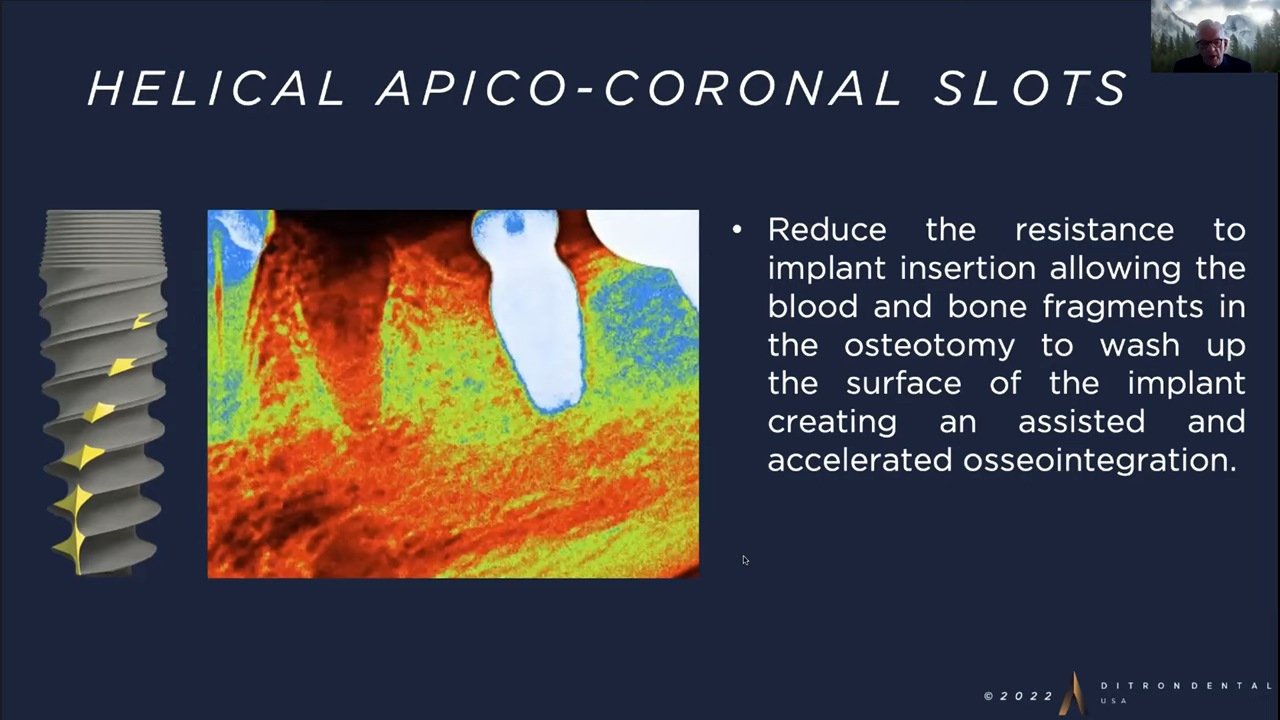 HELICAL APICO-CORONAL SLOTS
• Reduce the resistance to
implant insertion allowing the
blood and bone fragments in
the osteotomy to wash up
the surface of the implant
creating an assisted and
accelerated osseointegration.
©2022
DITRONDENTAL
USA